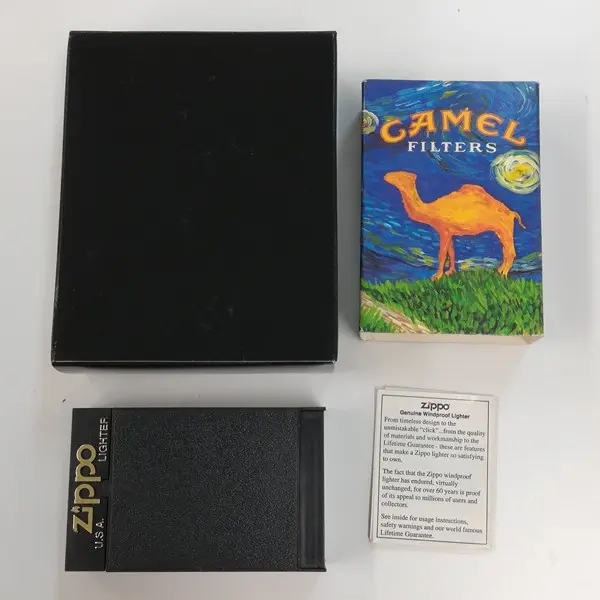 CAMEL
FILTERS
zippo
LIGHTER
U.S.A.
zippo
Genuine Windproof Lighter
From timeless design to the
unmistakable "click"...from the quality
of materials and workmanship to the
Lifetime Guarantee - these are features
that make a Zippo lighter so satisfying
to own.
The fact that the Zippo windproof
lighter has endured, virtually
unchanged, for over 60 years is proof
of its appeal to millions of users and
collectors.
See inside for usage instructions,
safety warnings and our world famous
Lifetime Guarantee.